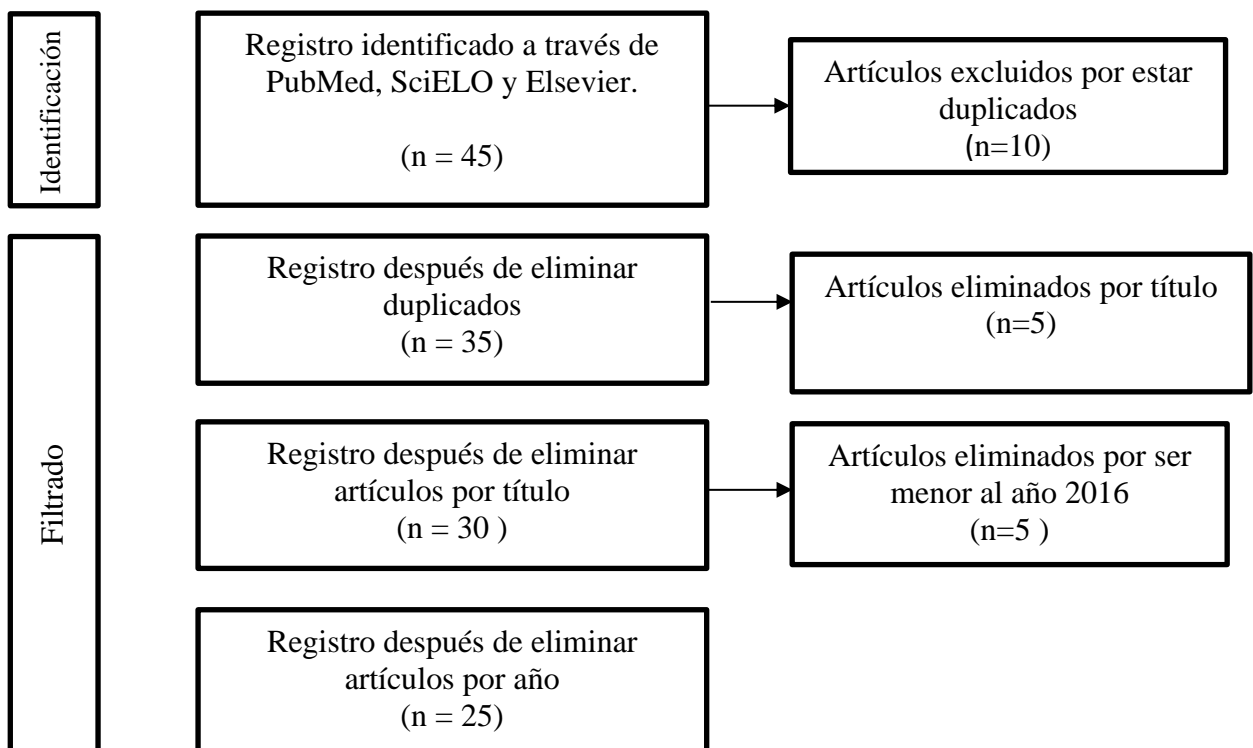 Identificación
Registro identificado a través de
PubMed, SciELO y Elsevier.
(n = 45)
Artículos excluidos por estar
duplicados
(n=10)
Filtrado
Registro después de eliminar
duplicados
(n = 35)
Artículos eliminados por título
(n=5)
Registro después de eliminar
artículos por título
(n = 30 )
Artículos eliminados por ser
menor al año 2016
(n=5 )
Registro después de eliminar
artículos por año
(n = 25)